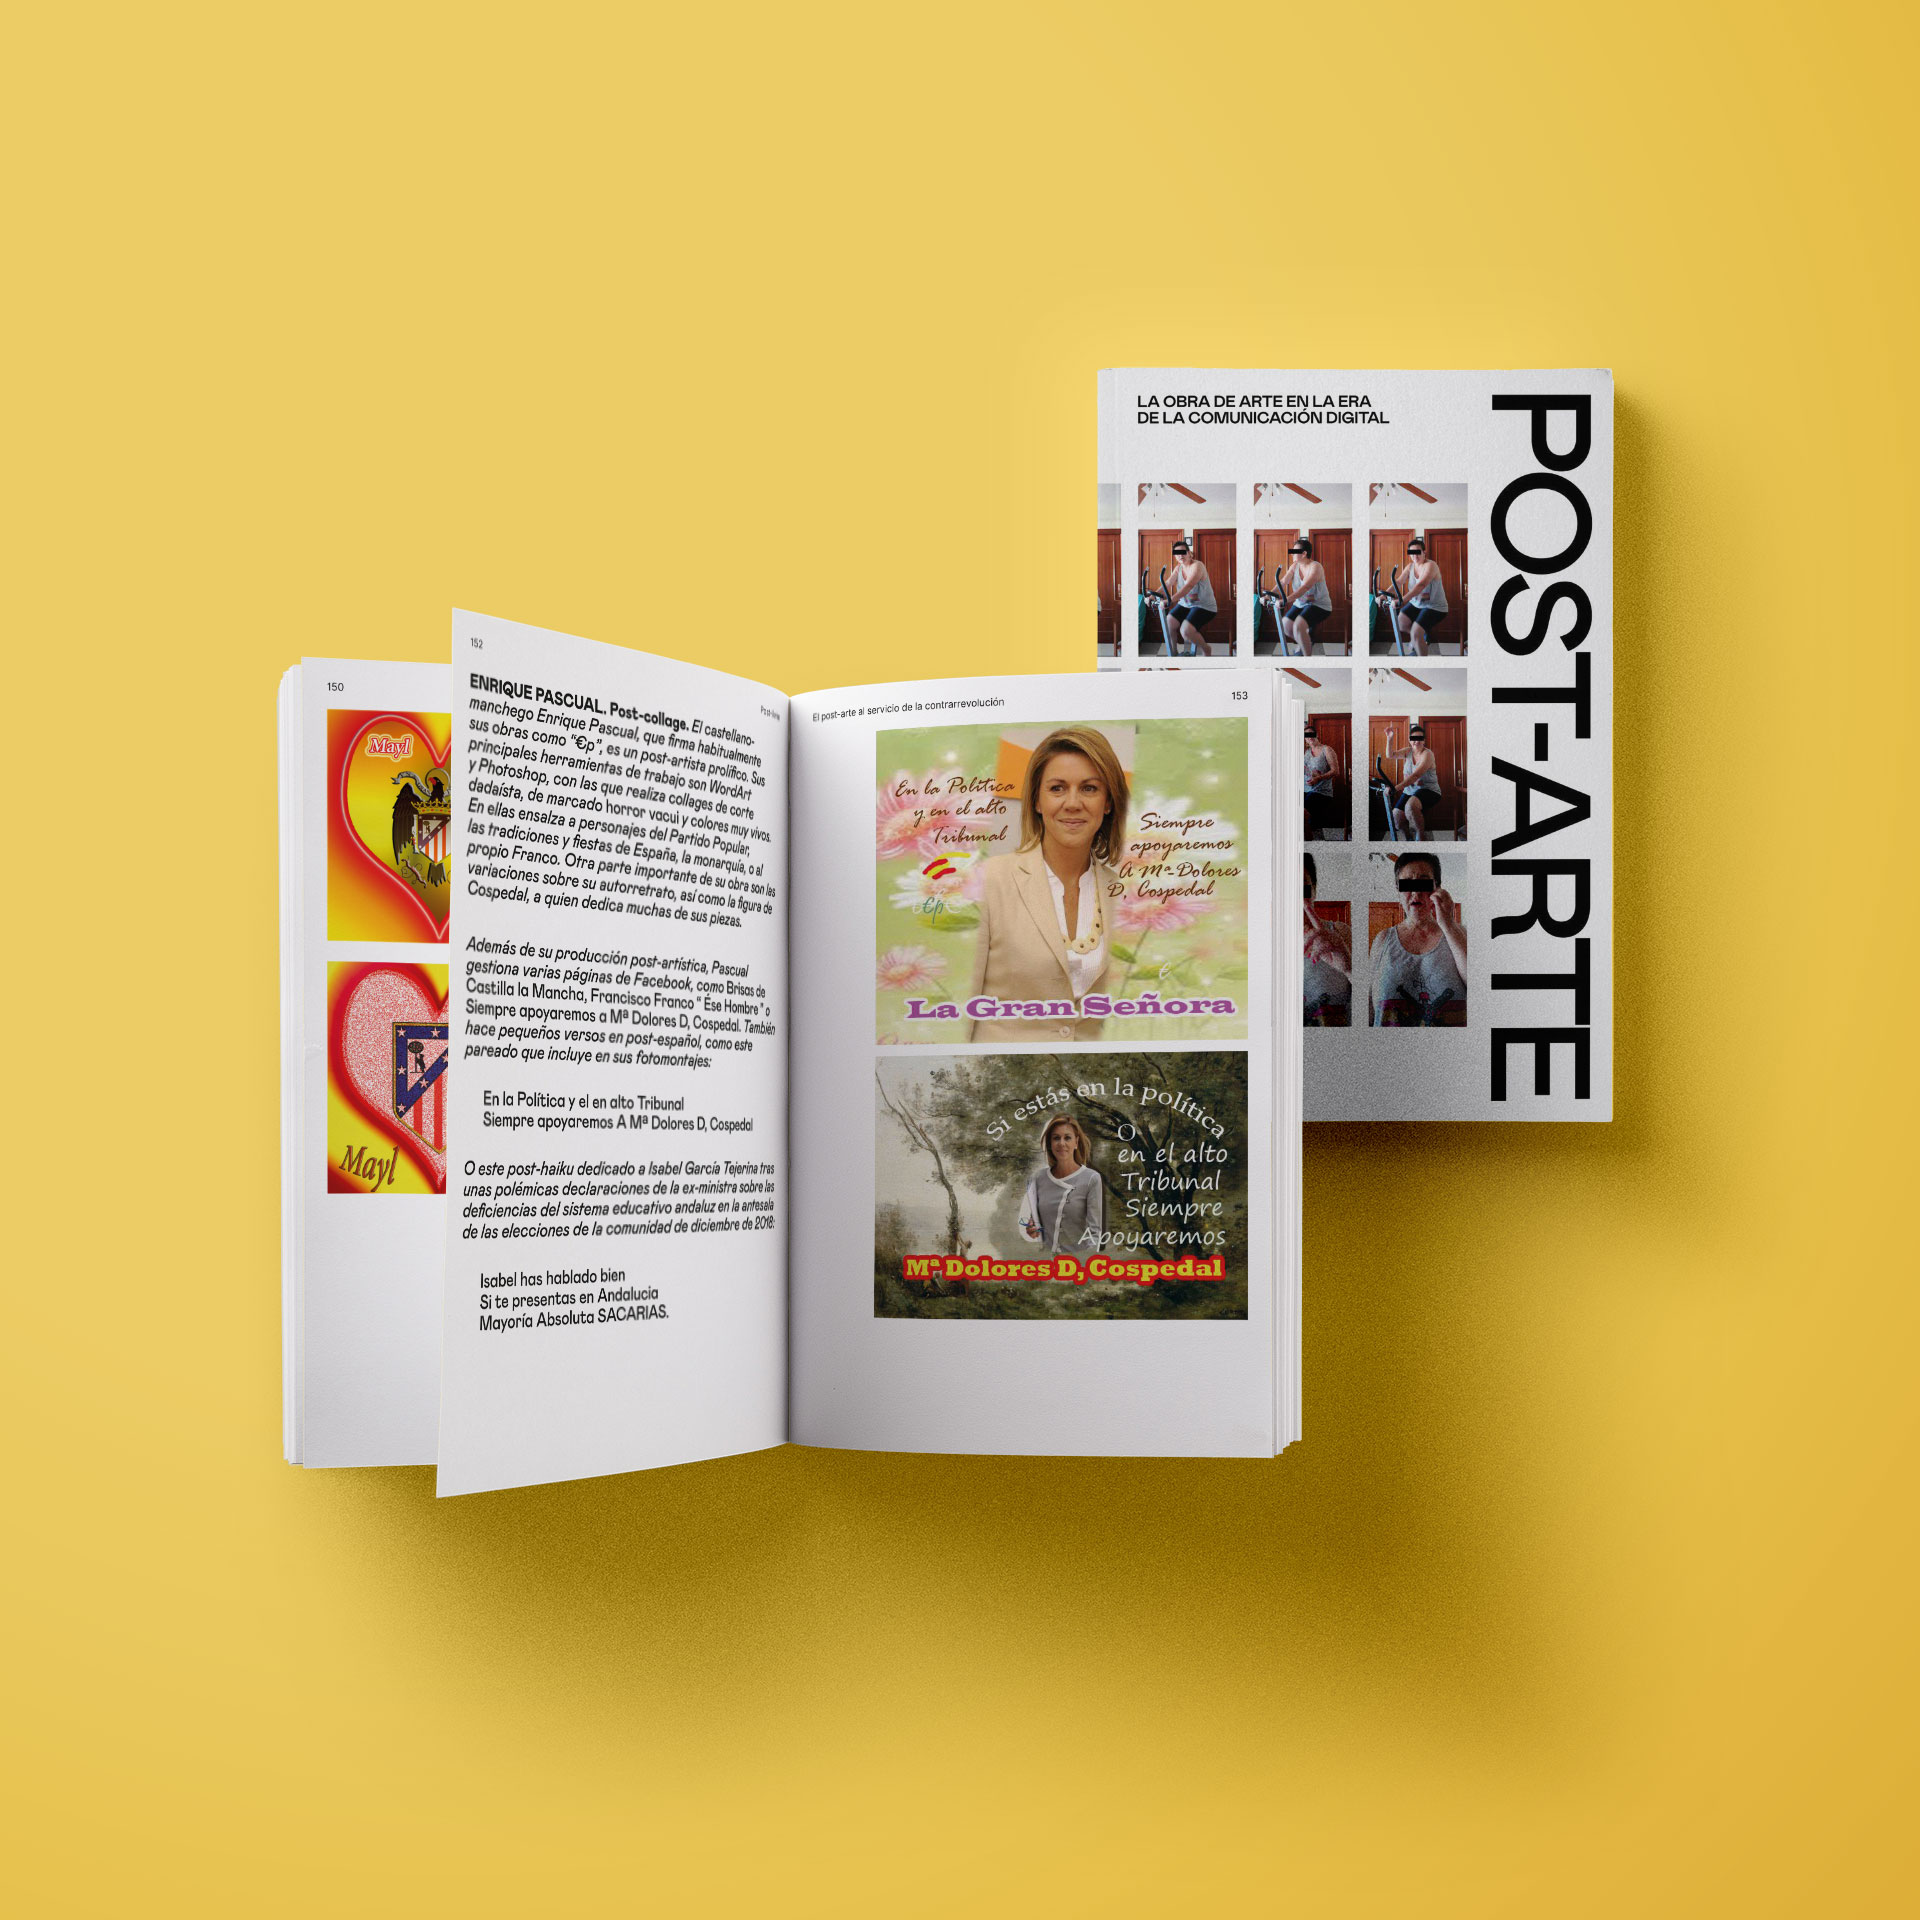 LA OBRA DE ARTE EN LA ERA
DE LA COMUNICACIÓN DIGITAL
POST-ARTE
150
Mayl
Mayl
152
ENRIQUE PASCUAL. Post-collage. El castellano-
manchego Enrique Pascual, que firma habitualmente
sus obras como “€p”, es un post-artista prolífico. Sus
principales herramientas de trabajo son WordArt
y Photoshop, con las que realiza collages de corte
dadaísta, de marcado horror vacui y colores muy vivos.
En ellas ensalza a personajes del Partido Popular,
las tradiciones y fiestas de España, la monarquía, o al
propio Franco. Otra parte importante de su obra son las
variaciones sobre su autorretrato, así como la figura de
Cospedal, a quien dedica muchas de sus piezas.
Además de su producción post-artística, Pascual
gestiona varias páginas de Facebook, como Brisas de
Castilla la Mancha, Francisco Franco “ Ése Hombre ” o
Siempre apoyaremos a Mª Dolores D, Cospedal. También
hace pequeños versos en post-español, como este
pareado que incluye en sus fotomontajes:
En la Política y el en alto Tribunal
Siempre apoyaremos A Mª Dolores D, Cospedal
O este post-haiku dedicado a Isabel García Tejerina tras
unas polémicas declaraciones de la ex-ministra sobre las
deficiencias del sistema educativo andaluz en la antesala
de las elecciones de la comunidad de diciembre de 2018:
Isabel has hablado bien
Si te presentas en Andalucia
Mayoría Absoluta SACARIAS.
El post-arte al servicio de la contrarrevolución
153
En la Política
y en el alto
Tribunal
€p
Siempre
apoyaremos
A Mª Dolores
D, Cospedal
La Gran Señora
Si estás en la política
O
en el alto
Tribunal
Siempre
Apoyaremos
Mª Dolores D, Cospedal